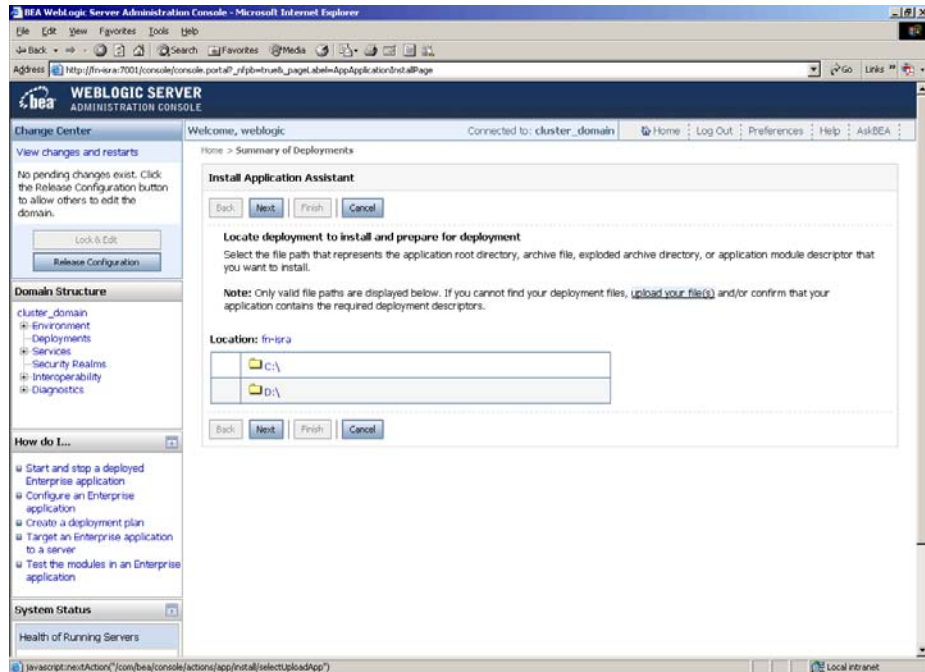 BEA WebLogic Server Administration Console - Microsoft Internet Explorer
File Edit View Favorites Tools Help
Back Search Favorites Media
Address http://fn-isra:7001/console/console.portal?_nfpb=true&_pageLabel=AppApplicationInstallPage Go Links »
bea WEBLOGIC SERVER
ADMINISTRATION CONSOLE
Change Center
View changes and restarts
No pending changes exist. Click
the Release Configuration button
to allow others to edit the
domain.
Lock & Edit
Release Configuration
Domain Structure
cluster_domain
Environment
Deployments
Services
Security Realms
Interoperability
Diagnostics
How do I...
Start and stop a deployed
Enterprise application
Configure an Enterprise
application
Create a deployment plan
Target an Enterprise application
to a server
Test the modules in an Enterprise
application
System Status
Health of Running Servers
Welcome, weblogic Connected to: cluster_domain Home Log Out Preferences Help AskBEA
Home > Summary of Deployments
Install Application Assistant
Back Next Finish Cancel
Locate deployment to install and prepare for deployment
Select the file path that represents the application root directory, archive file, exploded archive directory, or application module descriptor that
you want to install.
Note: Only valid file paths are displayed below. If you cannot find your deployment files, upload your file(s) and/or confirm that your
application contains the required deployment descriptors.
Location: fn-isra
C:\
D:\
Back Next Finish Cancel
javascript:nextAction("/com/bea/console/actions/app/install/selectUploadApp") Local intranet